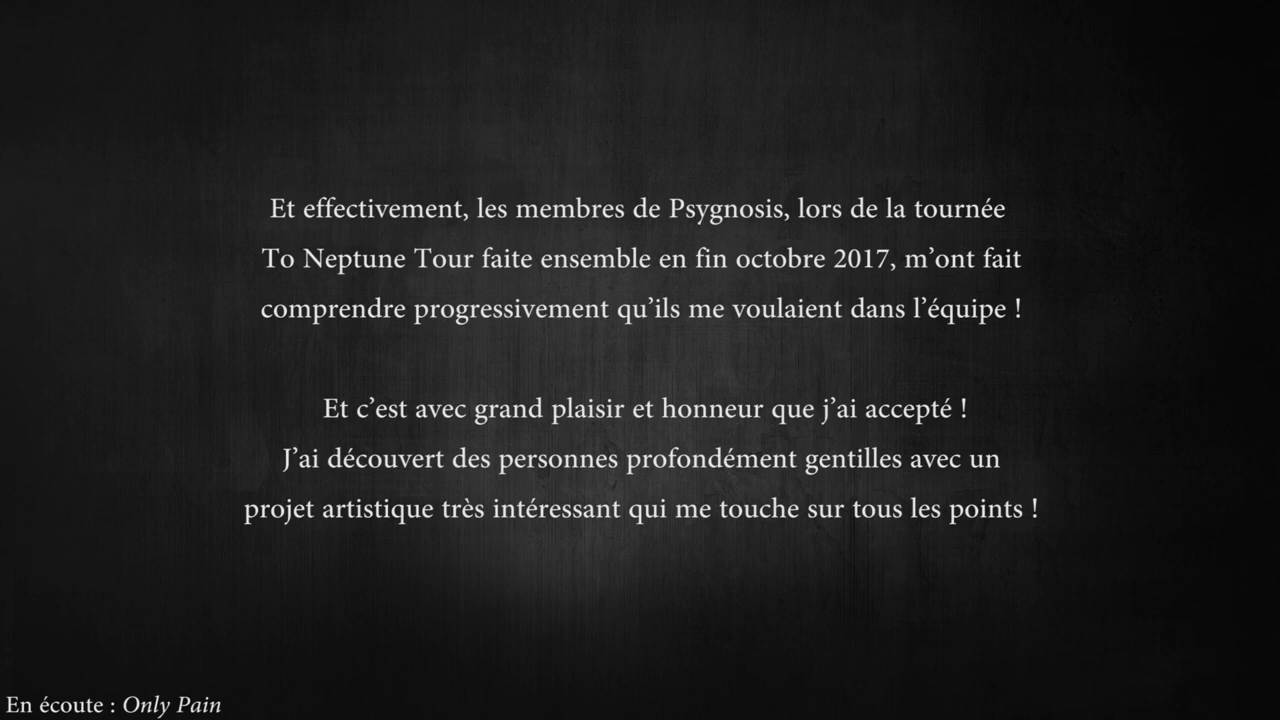 Et effectivement, les membres de Psygnosis, lors de la tournée
To Neptune Tour faite ensemble en fin octobre 2017, m’ont fait
comprendre progressivement qu’ils me voulaient dans l’équipe !
Et c’est avec grand plaisir et honneur que j’ai accepté !
J’ai découvert des personnes profondément gentilles avec un
projet artistique très intéressant qui me touche sur tous les points !
En écoute : Only Pain